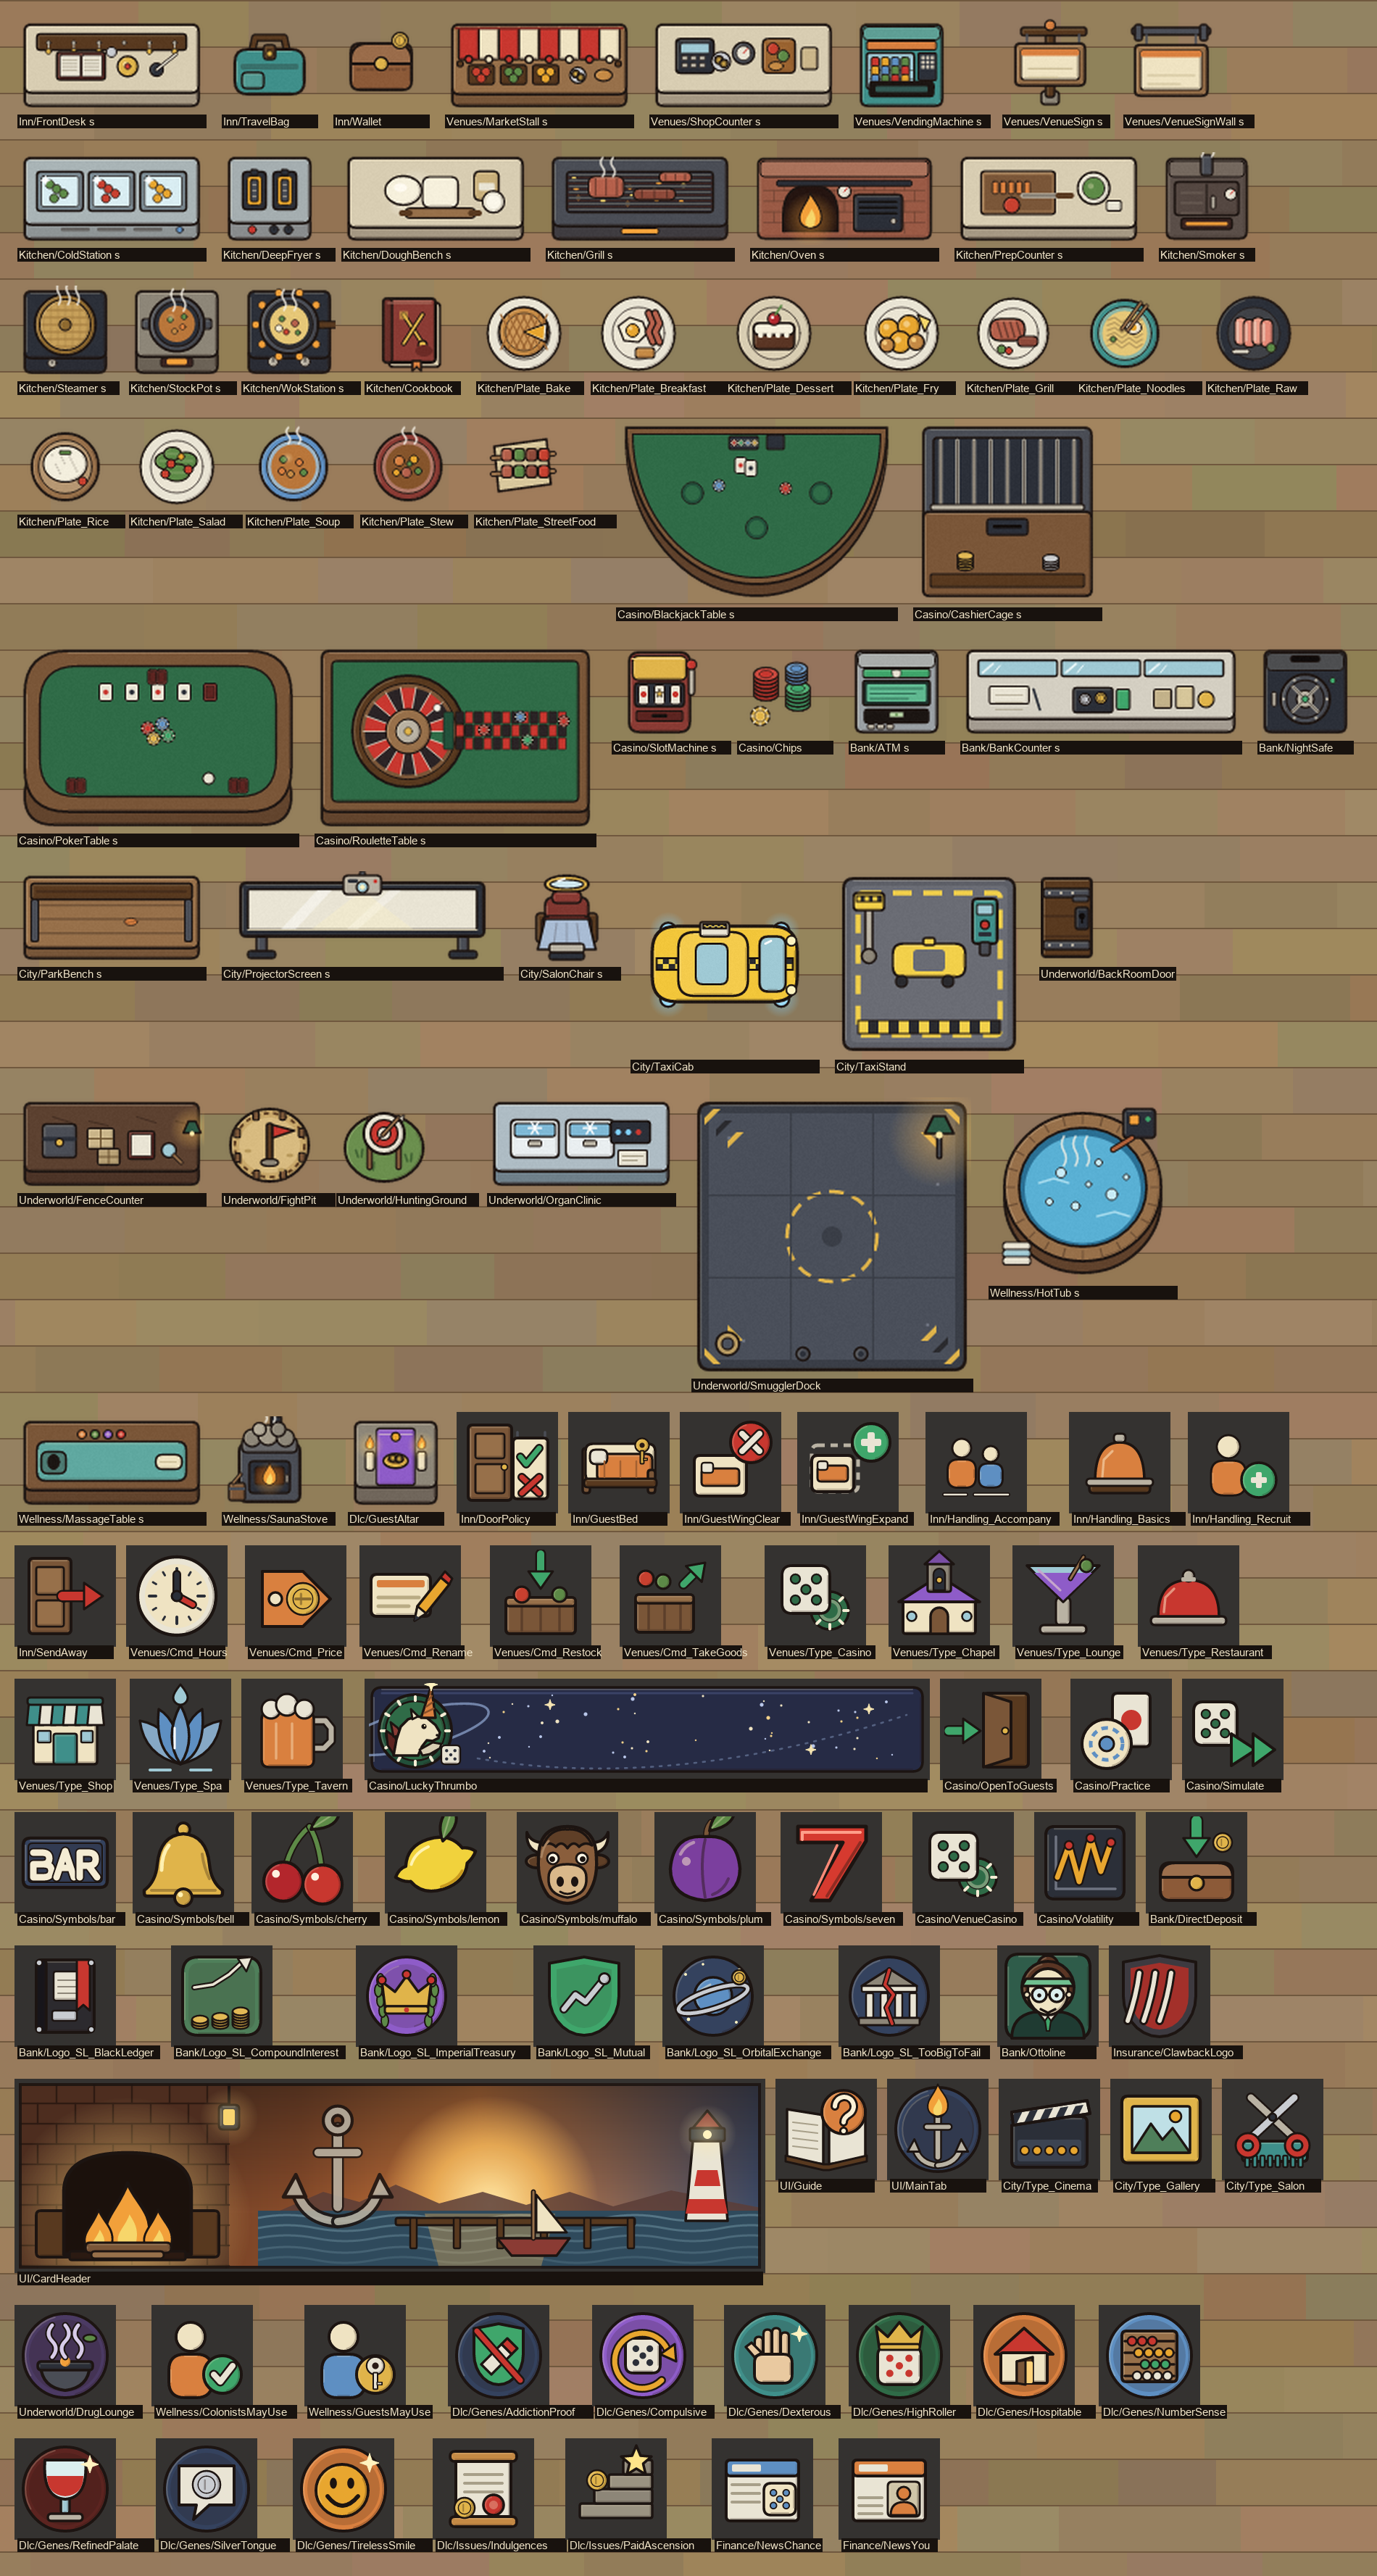 Inn/FrontDesk s
Inn/TravelBag
Inn/Wallet
Venues/MarketStall s
Venues/ShopCounter s
Venues/VendingMachine s
Venues/VenueSign s
Venues/VenueSignWall s
Kitchen/ColdStation s
Kitchen/DeepFryer s
Kitchen/DoughBench s
Kitchen/Grill s
Kitchen/Oven s
Kitchen/PrepCounter s
Kitchen/Smoker s
Kitchen/Steamer s
Kitchen/StockPot s
Kitchen/WokStation s
Kitchen/Cookbook
Kitchen/Plate_Bake
Kitchen/Plate_Breakfast
Kitchen/Plate_Dessert
Kitchen/Plate_Fry
Kitchen/Plate_Grill
Kitchen/Plate_Noodles
Kitchen/Plate_Raw
Kitchen/Plate_Rice
Kitchen/Plate_Salad
Kitchen/Plate_Soup
Kitchen/Plate_Stew
Kitchen/Plate_StreetFood
Casino/BlackjackTable s
Casino/CashierCage s
Casino/PokerTable s
Casino/RouletteTable s
Casino/SlotMachine s
Casino/Chips
Bank/ATM s
Bank/BankCounter s
Bank/NightSafe
City/ParkBench s
City/ProjectorScreen s
City/SalonChair s
City/TaxiCab
City/TaxiStand
Underworld/BackRoomDoor
Underworld/FenceCounter
Underworld/FightPit
Underworld/HuntingGround
Underworld/OrganClinic
Underworld/SmugglerDock
Wellness/HotTub s
Wellness/MassageTable s
Wellness/SaunaStove
Dlc/GuestAltar
Inn/DoorPolicy
Inn/GuestBed
Inn/GuestWingClear
Inn/GuestWingExpand
Inn/Handling_Accompany
Inn/Handling_Basics
Inn/Handling_Recruit
Inn/SendAway
Venues/Cmd_Hours
Venues/Cmd_Price
Venues/Cmd_Rename
Venues/Cmd_Restock
Venues/Cmd_TakeGoods
Venues/Type_Casino
Venues/Type_Chapel
Venues/Type_Lounge
Venues/Type_Restaurant
Venues/Type_Shop
Venues/Type_Spa
Venues/Type_Tavern
Casino/LuckyThrumbo
Casino/OpenToGuests
Casino/Practice
Casino/Simulate
BAR
7
Casino/Symbols/bar
Casino/Symbols/bell
Casino/Symbols/cherry
Casino/Symbols/lemon
Casino/Symbols/muffalo
Casino/Symbols/plum
Casino/Symbols/seven
Casino/VenueCasino
Casino/Volatility
Bank/DirectDeposit
Bank/Logo_SL_BlackLedger
Bank/Logo_SL_CompoundInterest
Bank/Logo_SL_ImperialTreasury
Bank/Logo_SL_Mutual
Bank/Logo_SL_OrbitalExchange
Bank/Logo_SL_TooBigToFail
Bank/Ottoline
Insurance/ClawbackLogo
?
UI/CardHeader
UI/Guide
UI/MainTab
City/Type_Cinema
City/Type_Gallery
City/Type_Salon
Underworld/DrugLounge
Wellness/ColonistsMayUse
Wellness/GuestsMayUse
Dlc/Genes/AddictionProof
Dlc/Genes/Compulsive
Dlc/Genes/Dexterous
Dlc/Genes/HighRoller
Dlc/Genes/Hospitable
Dlc/Genes/NumberSense
Dlc/Genes/RefinedPalate
Dlc/Genes/SilverTongue
Dlc/Genes/TirelessSmile
Dlc/Issues/Indulgences
Dlc/Issues/PaidAscension
Finance/NewsChance
Finance/NewsYou